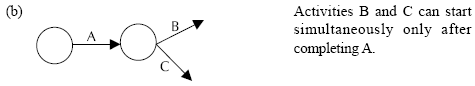 (b)
A
B
C
Activities B and C can start
simultaneously only after
completing A.